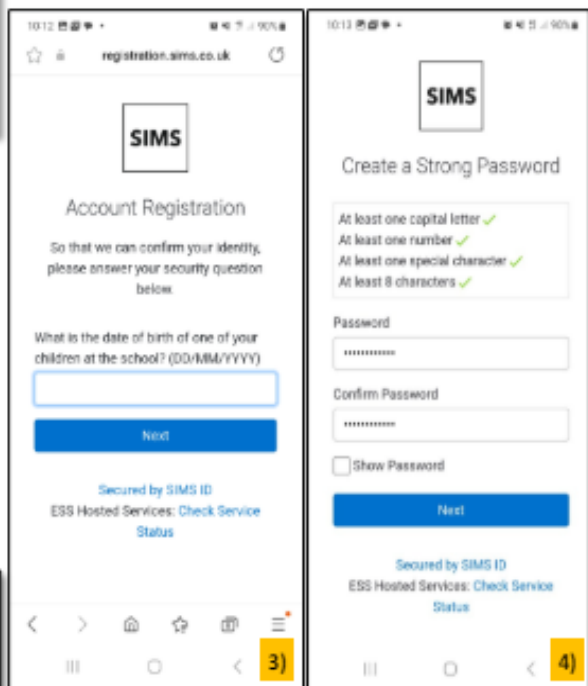 10:12
90%
registration.sims.co.uk
SIMS
Account Registration
So that we can confirm your identity,
please answer your security question
below.
What is the date of birth of one of your
children at the school? (DD/MM/YYYY)
Next
Secured by SIMS ID
ESS Hosted Services: Check Service
Status
3)
10:13
90%
SIMS
Create a Strong Password
At least one capital letter ✓
At least one number ✓
At least one special character ✓
At least 8 characters ✓
Password
••••••••••••
Confirm Password
••••••••••••
Show Password
Next
Secured by SIMS ID
ESS Hosted Services: Check Service
Status
4)